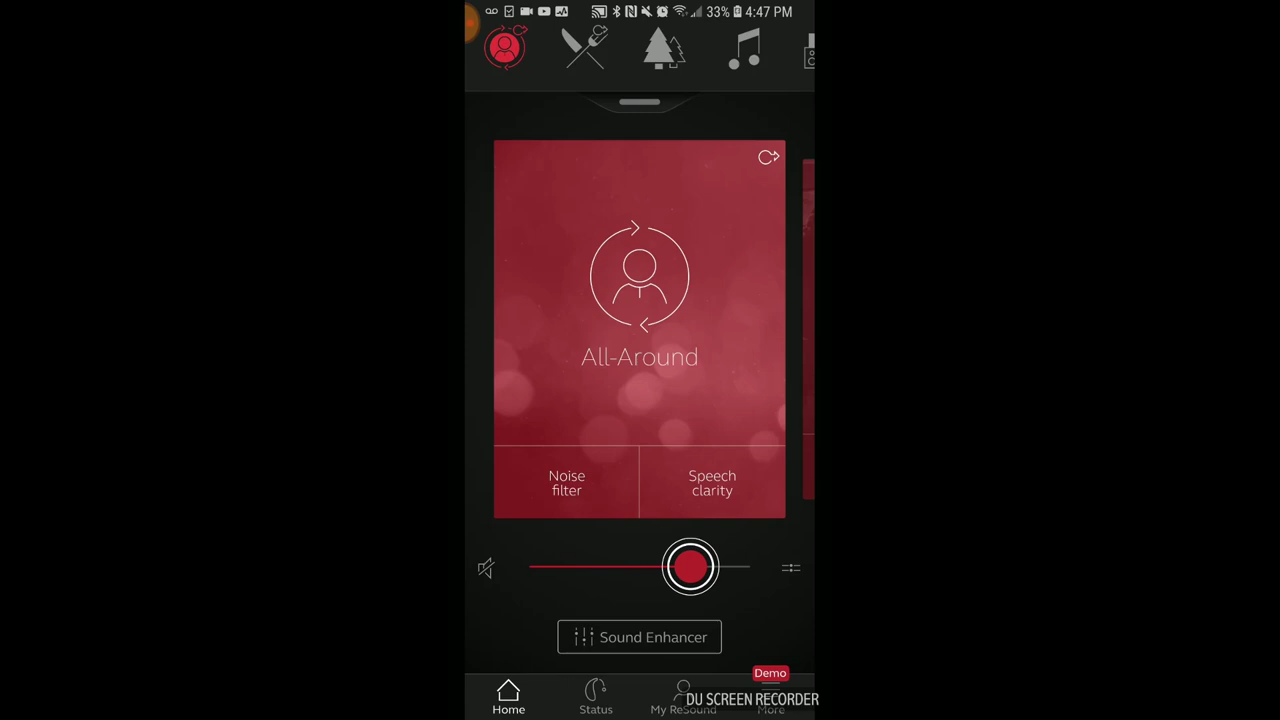 33% 4:47 PM
All-Around
Noise
filter
Speech
clarity
Sound Enhancer
Demo
Home
Status
My ReSound
More
DU SCREEN RECORDER